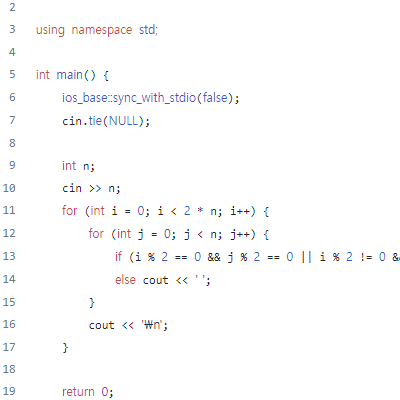 2
3 using namespace std;
4
5 int main() {
6 ios_base::sync_with_stdio(false);
7 cin.tie(NULL);
8
9 int n;
10 cin >> n;
11 for (int i = 0; i < 2 * n; i++) {
12 for (int j = 0; j < n; j++) {
13 if (i % 2 == 0 && j % 2 == 0 || i % 2 != 0 &
14 else cout << ' ';
15 }
16 cout << '₩n';
17 }
18
19 return 0;